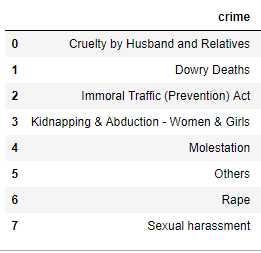 crime
0 Cruelty by Husband and Relatives
1 Dowry Deaths
2 Immoral Traffic (Prevention) Act
3 Kidnapping & Abduction - Women & Girls
4 Molestation
5 Others
6 Rape
7 Sexual harassment